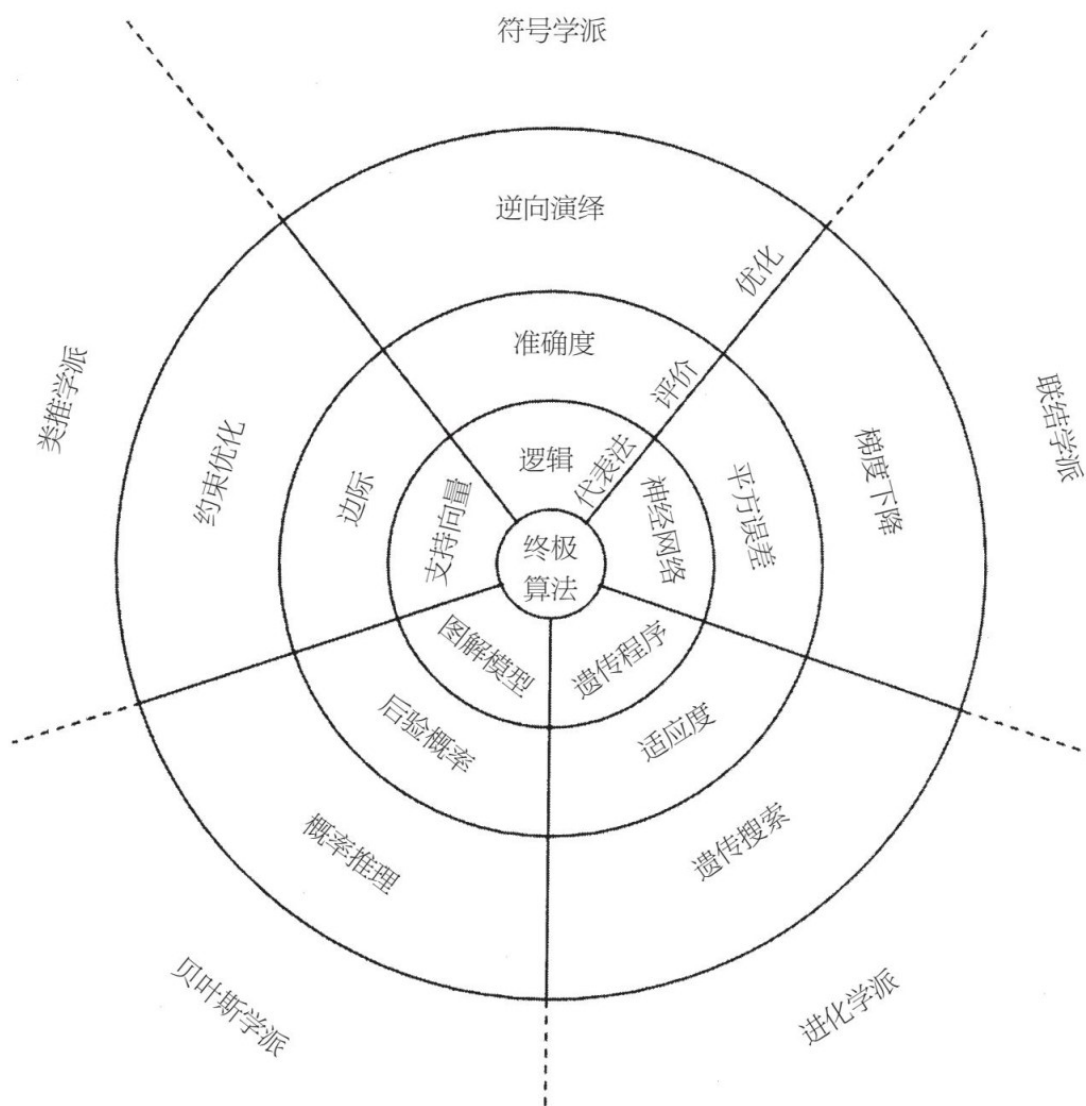 符号学派
逆向演绎
优化
准确度
评价
逻辑
代表法
类推学派
约束优化
边际
支持向量
终极
算法
神经网络
平方误差
梯度下降
联结学派
图解模型
遗传程序
后验概率
适应度
概率推理
遗传搜索
贝叶斯学派
进化学派